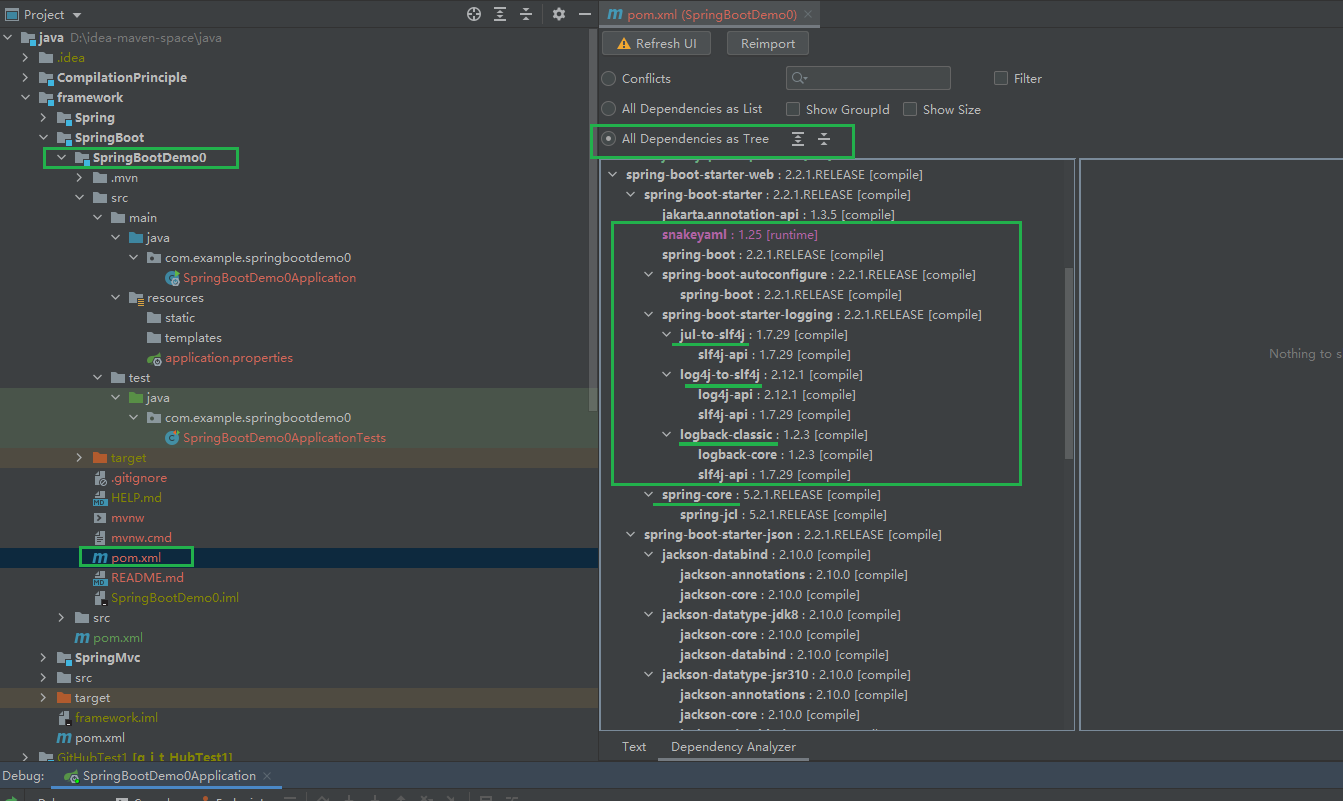 Project
java D:\idea-maven-space\java
.idea
CompilationPrinciple
framework
Spring
SpringBoot
SpringBootDemo0
.mvn
src
main
java
com.example.springbootdemo0
SpringBootDemo0Application
resources
static
templates
application.properties
test
java
com.example.springbootdemo0
SpringBootDemo0ApplicationTests
target
.gitignore
HELP.md
mvnw
mvnw.cmd
pom.xml
README.md
SpringBootDemo0.iml
src
pom.xml
SpringMvc
src
target
framework.iml
pom.xml
GitHubTest1 [g_i_t_HubTest1]
pom.xml (SpringBootDemo0)
Refresh UI Reimport
Conflicts Filter
All Dependencies as List Show GroupId Show Size
All Dependencies as Tree
spring-boot-starter-web : 2.2.1.RELEASE [compile]
spring-boot-starter : 2.2.1.RELEASE [compile]
jakarta.annotation-api : 1.3.5 [compile]
snakeyaml : 1.25 [runtime]
spring-boot : 2.2.1.RELEASE [compile]
spring-boot-autoconfigure : 2.2.1.RELEASE [compile]
spring-boot : 2.2.1.RELEASE [compile]
spring-boot-starter-logging : 2.2.1.RELEASE [compile]
jul-to-slf4j : 1.7.29 [compile]
slf4j-api : 1.7.29 [compile]
log4j-to-slf4j : 2.12.1 [compile]
log4j-api : 2.12.1 [compile]
slf4j-api : 1.7.29 [compile]
logback-classic : 1.2.3 [compile]
logback-core : 1.2.3 [compile]
slf4j-api : 1.7.29 [compile]
spring-core : 5.2.1.RELEASE [compile]
spring-jcl : 5.2.1.RELEASE [compile]
spring-boot-starter-json : 2.2.1.RELEASE [compile]
jackson-databind : 2.10.0 [compile]
jackson-annotations : 2.10.0 [compile]
jackson-core : 2.10.0 [compile]
jackson-datatype-jdk8 : 2.10.0 [compile]
jackson-core : 2.10.0 [compile]
jackson-databind : 2.10.0 [compile]
jackson-datatype-jsr310 : 2.10.0 [compile]
jackson-annotations : 2.10.0 [compile]
jackson-core : 2.10.0 [compile]
Nothing to s
Text Dependency Analyzer
Debug: SpringBootDemo0Application